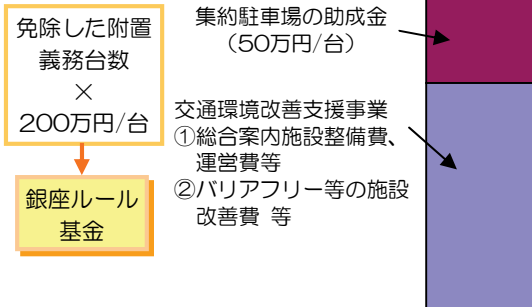 免除した附置
義務台数
×
200万円/台
銀座ルール
基金
集約駐車場の助成金
（50万円/台）
交通環境改善支援事業
①総合案内施設整備費、
運営費等
②バリアフリー等の施設
改善費 等